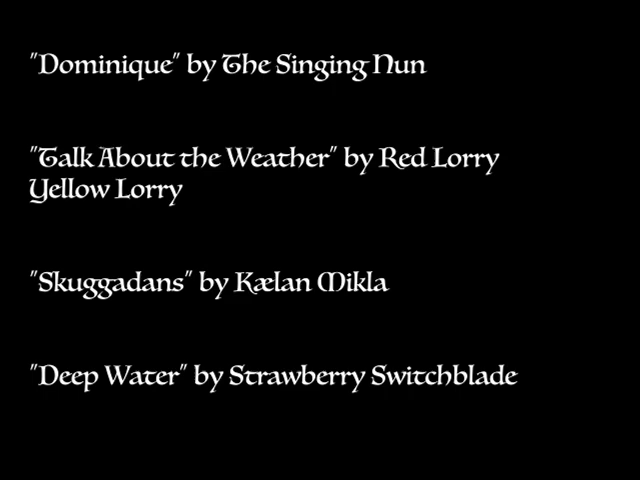 "Dominique" by The Singing Nun
"Talk About the Weather" by Red Lorry
Yellow Lorry
"Skuggadans" by Kælan Mikla
"Deep Water" by Strawberry Switchblade